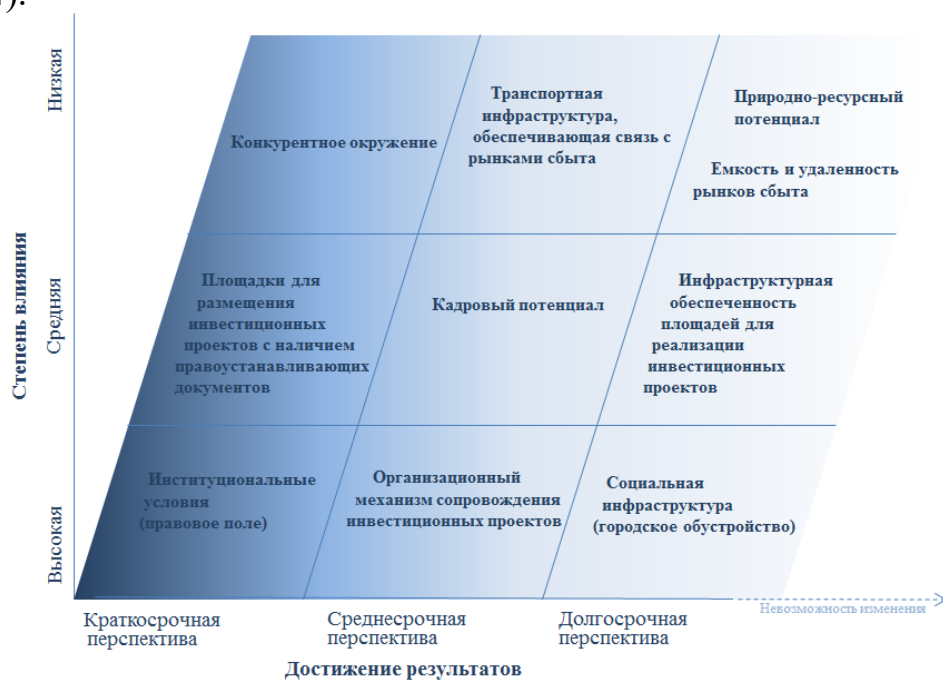 Низкая
Конкурентное окружение
Транспортная
инфраструктура,
обеспечивающая связь с
рынками сбыта
Природно-ресурсный
потенциал
Емкость и удаленность
рынков сбыта
Степень влияния
Средняя
Площадки для
размещения
инвестиционных
проектов с наличием
правоустанавливающих
документов
Кадровый потенциал
Инфраструктурная
обеспеченность
площадей для
реализации
инвестиционных
проектов
Высокая
Институциональные
условия
(правовое поле)
Организационный
механизм сопровождения
инвестиционных проектов
Социальная
инфраструктура
(городское обустройство)
Краткосрочная
перспектива
Среднесрочная
перспектива
Долгосрочная
перспектива
Невозможность изменения
Достижение результатов